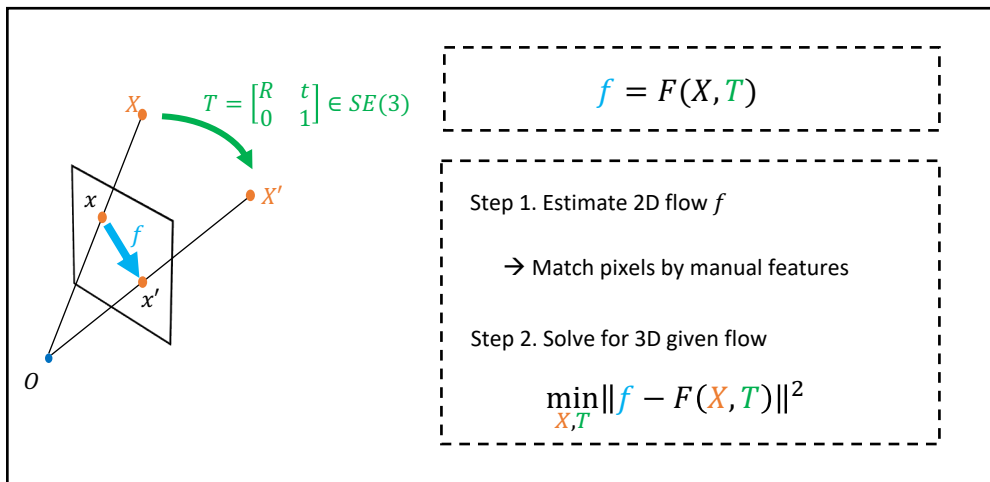 X
T = [R t
0 1] ∈ SE(3)
X′
x
f
x′
O
f = F(X, T)
Step 1. Estimate 2D flow f
→ Match pixels by manual features
Step 2. Solve for 3D given flow
min ‖f − F(X, T)‖²
X,T